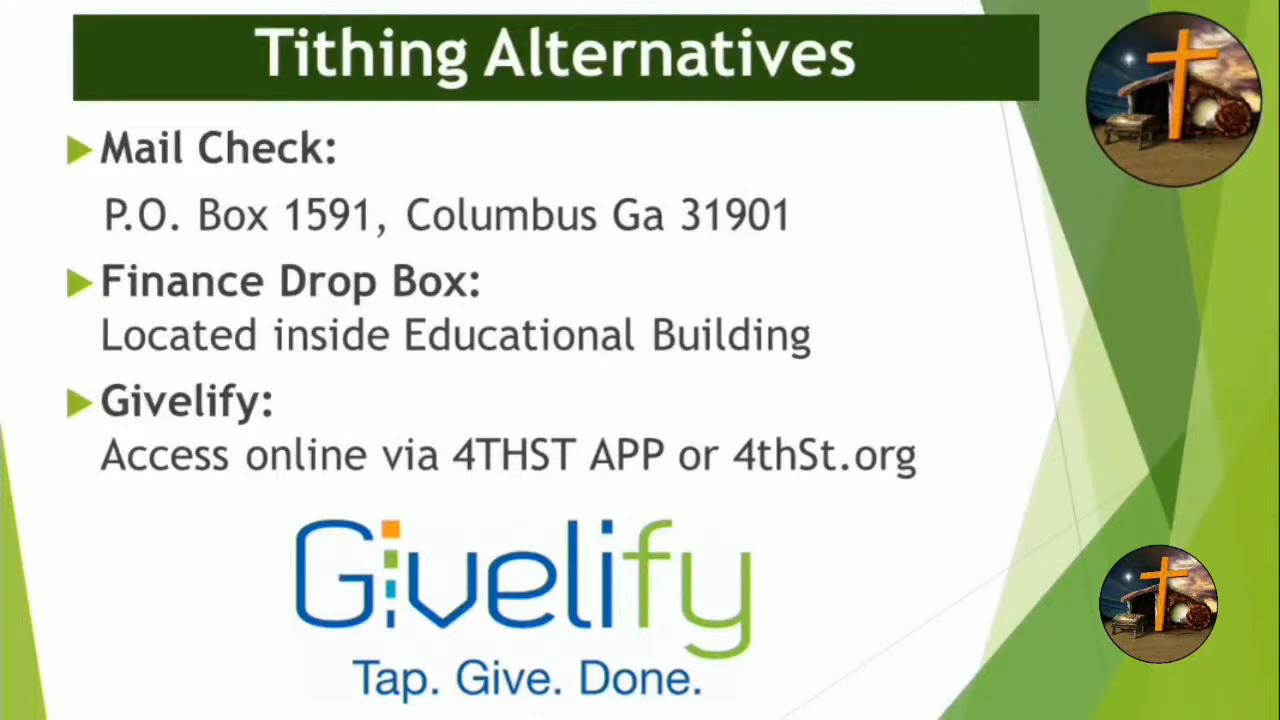 Tithing Alternatives
Mail Check:
P.O. Box 1591, Columbus Ga 31901
Finance Drop Box:
Located inside Educational Building
Givelify:
Access online via 4THST APP or 4thSt.org
Givelify
Tap. Give. Done.